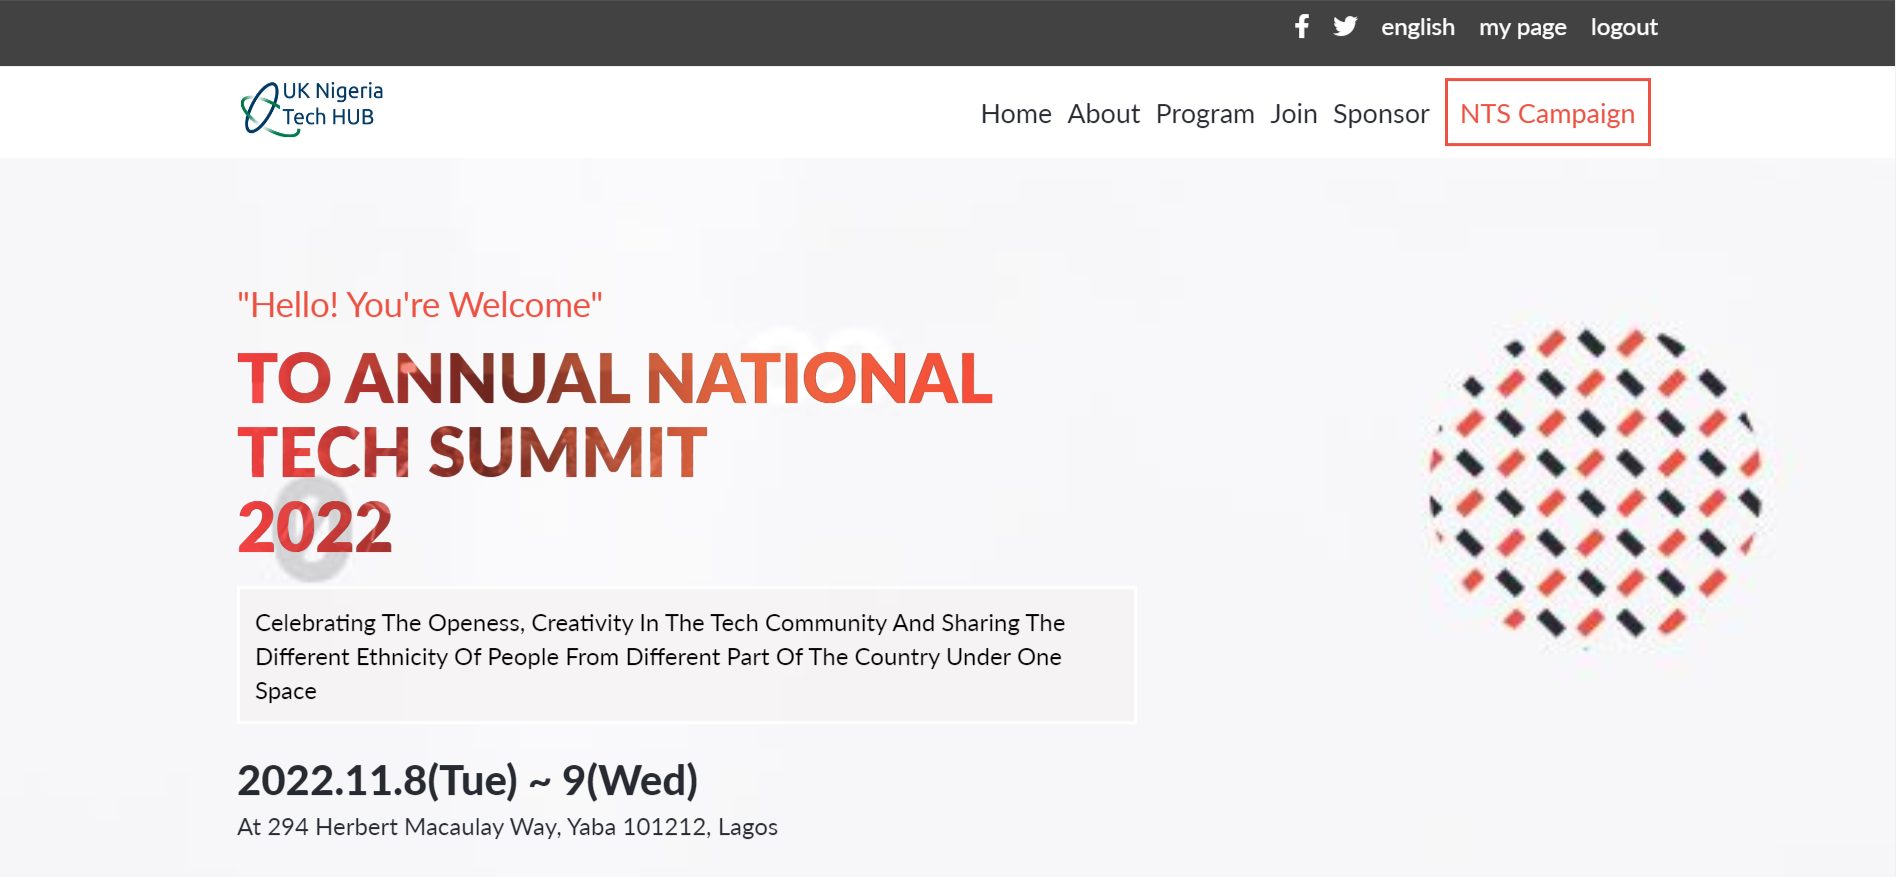 english my page logout
UK Nigeria
Tech HUB
Home About Program Join Sponsor NTS Campaign
"Hello! You're Welcome"
TO ANNUAL NATIONAL
TECH SUMMIT
2022
Celebrating The Openess, Creativity In The Tech Community And Sharing The
Different Ethnicity Of People From Different Part Of The Country Under One
Space
2022.11.8(Tue) ~ 9(Wed)
At 294 Herbert Macaulay Way, Yaba 101212, Lagos